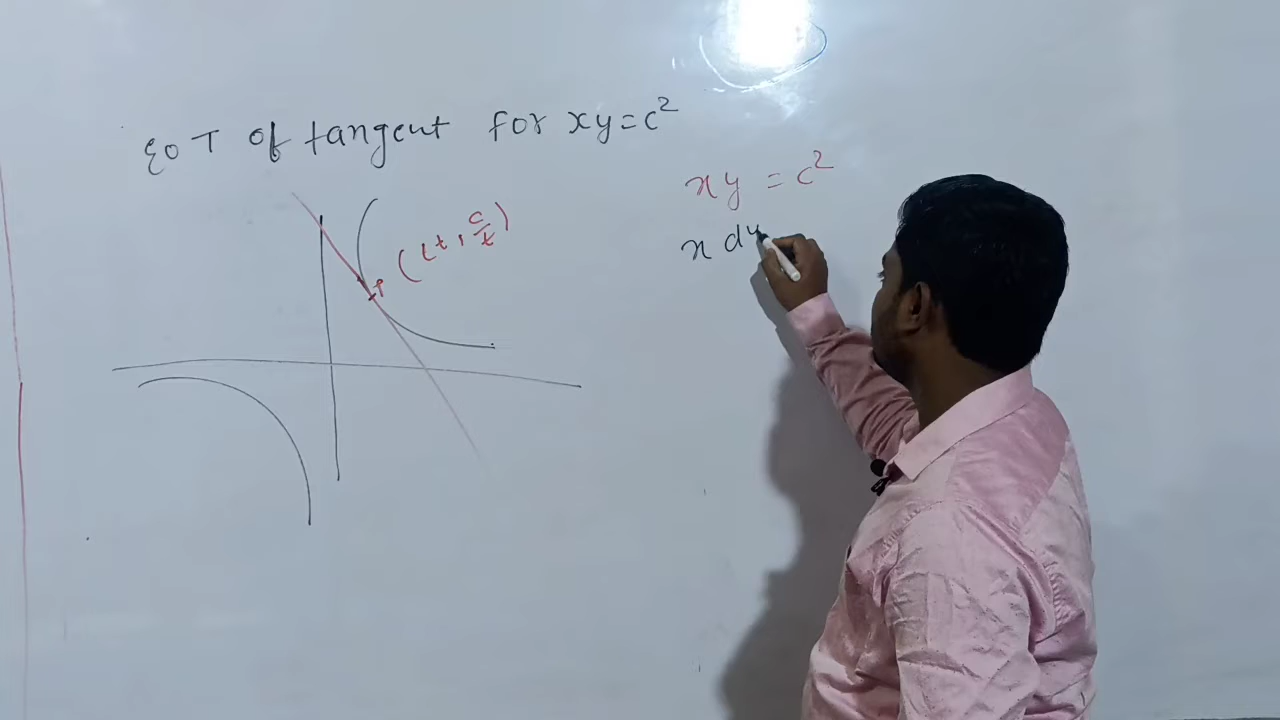 EOT of tangent for xy=c²
xy = c²
P (ct, c/t)
x dy